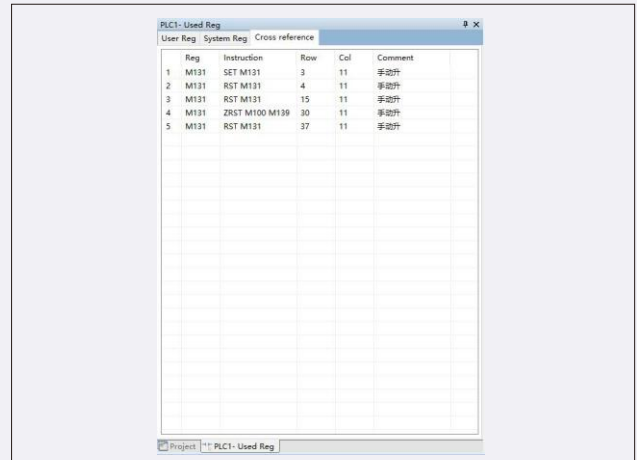 PLC1- Used Reg
User Reg System Reg Cross reference
Reg Instruction Row Col Comment
1 M131 SET M131 3 11 手动升
2 M131 RST M131 4 11 手动升
3 M131 RST M131 15 11 手动升
4 M131 ZRST M100 M139 30 11 手动升
5 M131 RST M131 37 11 手动升
Project PLC1- Used Reg